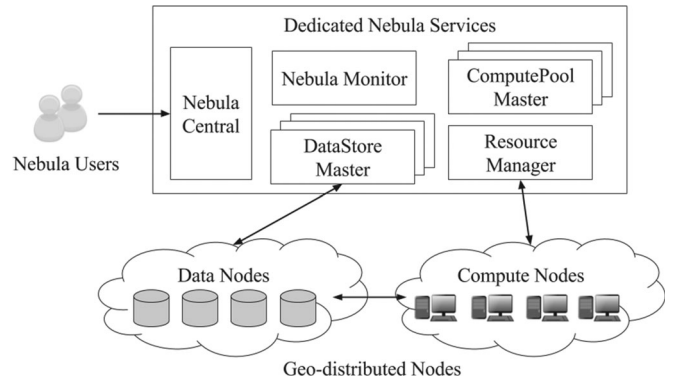 Dedicated Nebula Services
Nebula
Central
Nebula Monitor
ComputePool
Master
DataStore
Master
Resource
Manager
Nebula Users
Data Nodes
Compute Nodes
Geo-distributed Nodes